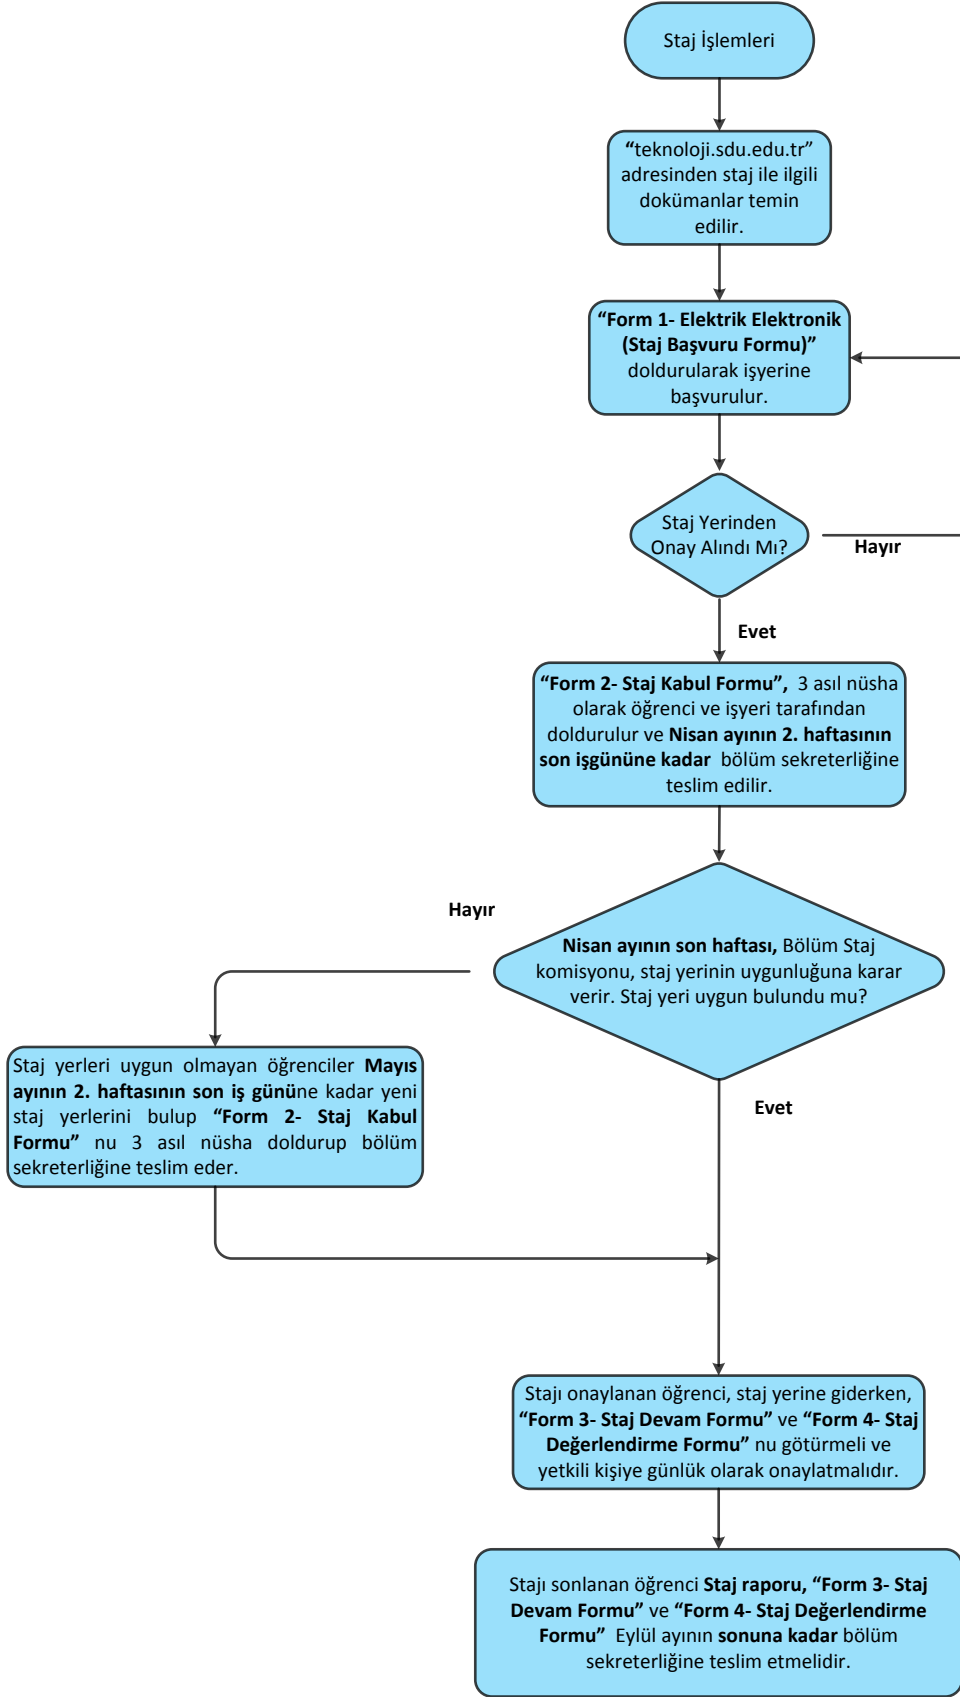 Staj İşlemleri
“teknoloji.sdu.edu.tr”
adresinden staj ile ilgili
dokümanlar temin
edilir.
“Form 1- Elektrik Elektronik
(Staj Başvuru Formu)”
doldurularak işyerine
başvurulur.
Staj Yerinden
Onay Alındı Mı?
Hayır
Evet
“Form 2- Staj Kabul Formu”, 3 asıl nüsha
olarak öğrenci ve işyeri tarafından
doldurulur ve Nisan ayının 2. haftasının
son işgününe kadar bölüm sekreterliğine
teslim edilir.
Hayır
Nisan ayının son haftası, Bölüm Staj
komisyonu, staj yerinin uygunluğuna karar
verir. Staj yeri uygun bulundu mu?
Staj yerleri uygun olmayan öğrenciler Mayıs
ayının 2. haftasının son iş gününe kadar yeni
staj yerlerini bulup “Form 2- Staj Kabul
Formu” nu 3 asıl nüsha doldurup bölüm
sekreterliğine teslim eder.
Evet
Stajı onaylanan öğrenci, staj yerine giderken,
“Form 3- Staj Devam Formu” ve “Form 4- Staj
Değerlendirme Formu” nu götürmeli ve
yetkili kişiye günlük olarak onaylatmalıdır.
Stajı sonlanan öğrenci Staj raporu, “Form 3- Staj
Devam Formu” ve “Form 4- Staj Değerlendirme
Formu” Eylül ayının sonuna kadar bölüm
sekreterliğine teslim etmelidir.